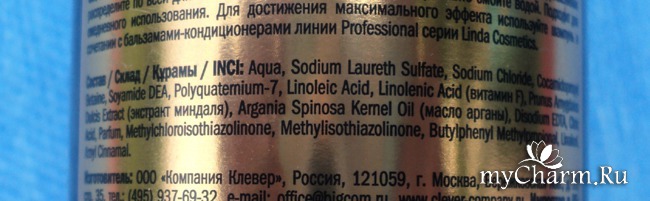 распределите по всей дл
смойте водой. Подходит для
ежедневного использования. Для достижения максимального эффекта используйте шампунь в
сочетании с бальзамами-кондиционерами линии Professional серии Linda Cosmetics.
Состав / Склад / Құрамы / INCI: Aqua, Sodium Laureth Sulfate, Sodium Chloride, Cocamidopropyl
Betaine, Soyamide DEA, Polyquaternium-7, Linoleic Acid, Linolenic Acid (витамин F), Prunus Amygdalus
Dulcis Extract (экстракт миндаля), Argania Spinosa Kernel Oil (масло арганы), Disodium EDTA, Citric
Acid, Parfum, Methylchloroisothiazolinone, Methylisothiazolinone, Butylphenyl Methylpropional,
Amyl Cinnamal.
Изготовитель: ООО «Компания Клевер», Россия, 121059, г. Москва,
35, тел.: (495) 937-69-32, e-mail: office@bigcom.ru, www.clever-company.ru
myCharm.Ru